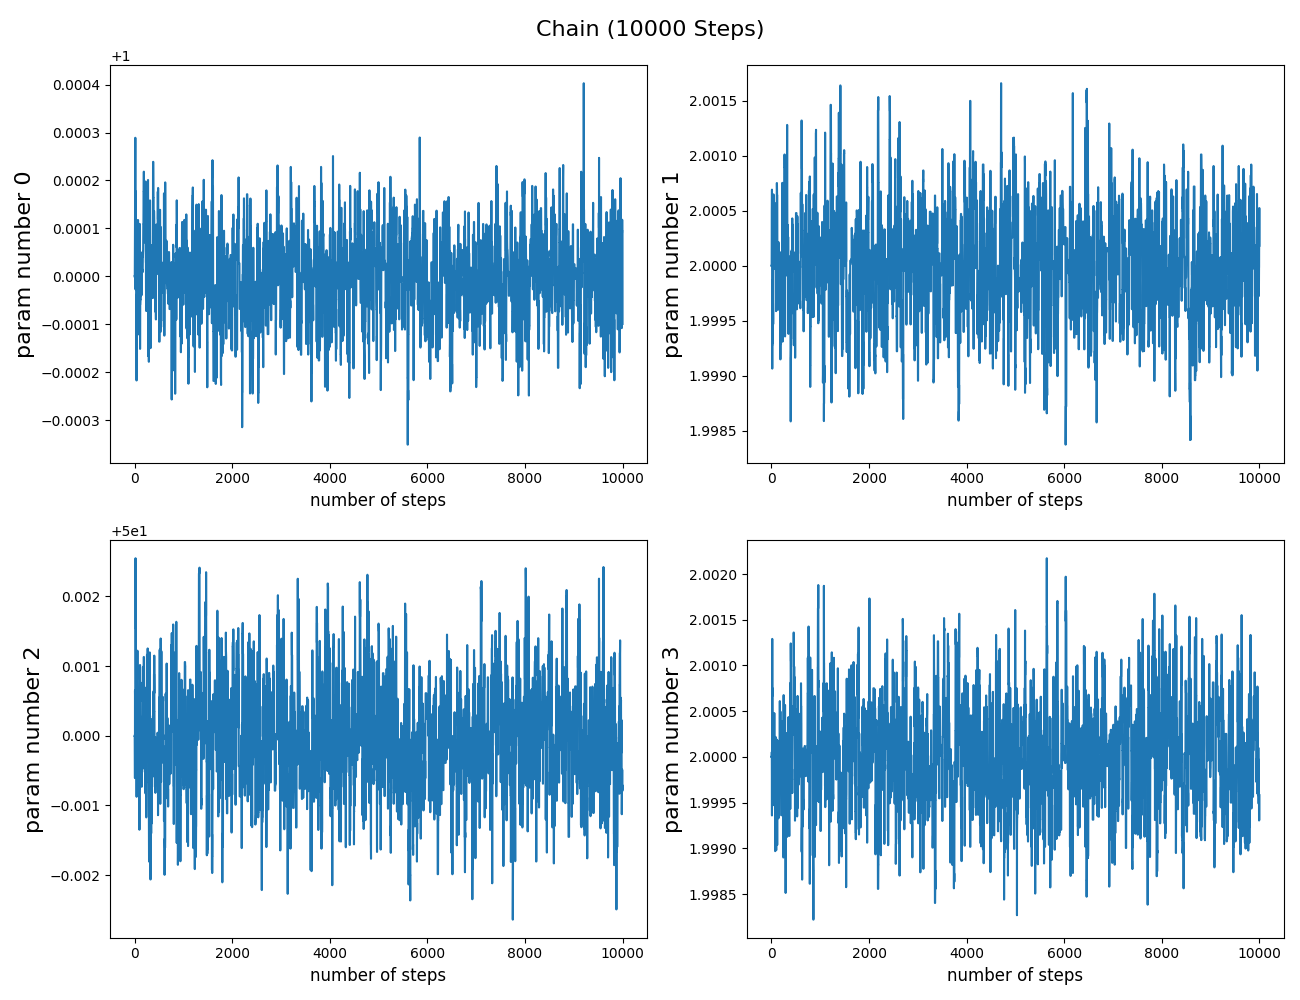 Chain (10000 Steps)
+1
0.0004
0.0003
0.0002
0.0001
0.0000
−0.0001
−0.0002
−0.0003
param number 0
0 2000 4000 6000 8000 10000
number of steps
2.0015
2.0010
2.0005
2.0000
1.9995
1.9990
1.9985
param number 1
0 2000 4000 6000 8000 10000
number of steps
+5e1
0.002
0.001
0.000
−0.001
−0.002
param number 2
0 2000 4000 6000 8000 10000
number of steps
2.0020
2.0015
2.0010
2.0005
2.0000
1.9995
1.9990
1.9985
param number 3
0 2000 4000 6000 8000 10000
number of steps